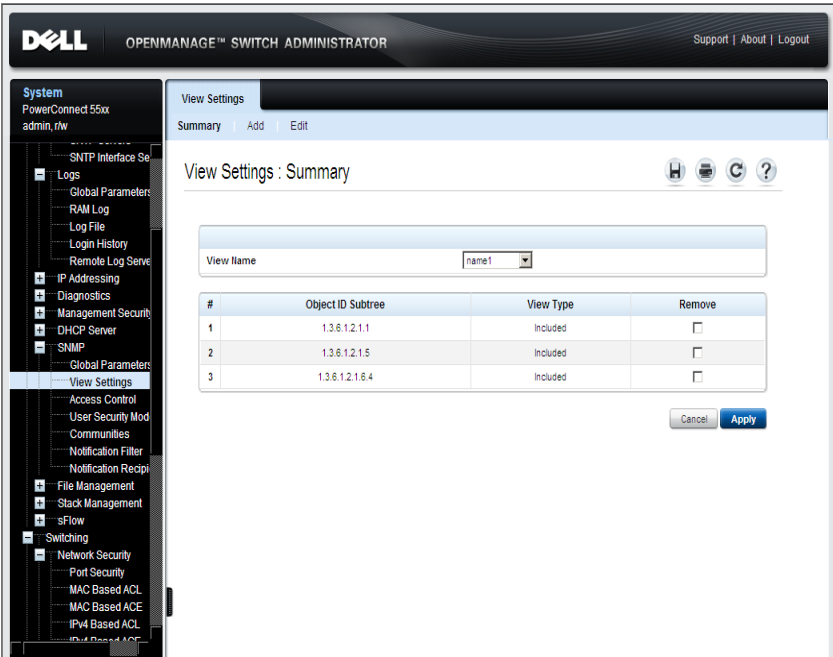 DELL
OPENMANAGE™ SWITCH ADMINISTRATOR
Support | About | Logout
System
PowerConnect 55xx
admin, r/w
SNTP Interface Se
Logs
Global Parameters
RAM Log
Log File
Login History
Remote Log Serve
IP Addressing
Diagnostics
Management Securit
DHCP Server
SNMP
Global Parameters
View Settings
Access Control
User Security Mod
Communities
Notification Filter
Notification Recipi
File Management
Stack Management
sFlow
Switching
Network Security
Port Security
MAC Based ACL
MAC Based ACE
IPv4 Based ACL
View Settings
Summary Add Edit
View Settings : Summary
View Name name1
# Object ID Subtree View Type Remove
1 1.3.6.1.2.1.1 Included
2 1.3.6.1.2.1.5 Included
3 1.3.6.1.2.1.6.4 Included
Cancel Apply